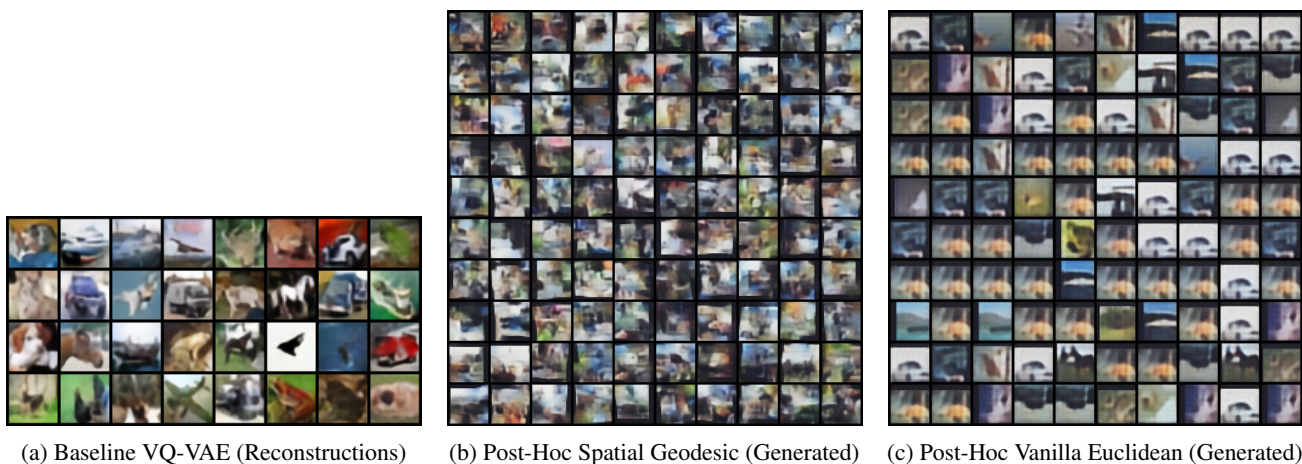 (a) Baseline VQ-VAE (Reconstructions)
(b) Post-Hoc Spatial Geodesic (Generated)
(c) Post-Hoc Vanilla Euclidean (Generated)